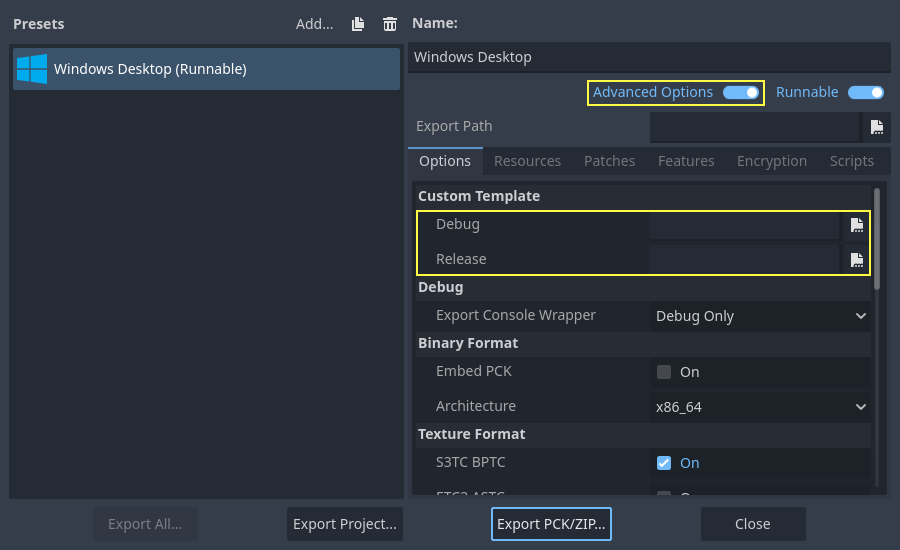 Presets
Add...
Name:
Windows Desktop (Runnable)
Windows Desktop
Advanced Options
Runnable
Export Path
Options Resources Patches Features Encryption Scripts
Custom Template
Debug
Release
Debug
Export Console Wrapper Debug Only
Binary Format
Embed PCK On
Architecture x86_64
Texture Format
S3TC BPTC On
Export All... Export Project... Export PCK/ZIP... Close